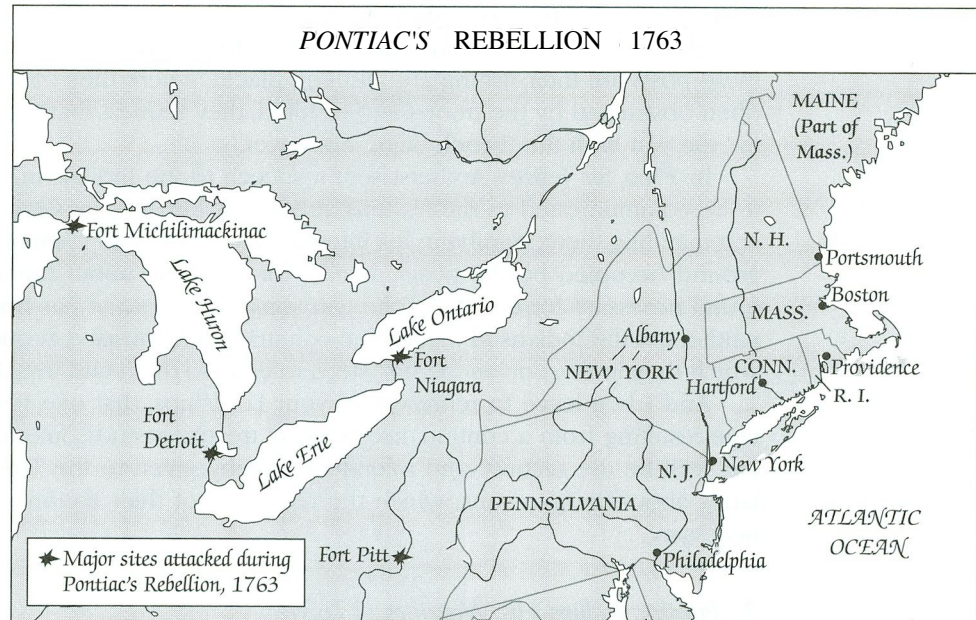 PONTIAC'S REBELLION 1763
MAINE
(Part of
Mass.)
Fort Michilimackinac
N. H.
Lake Huron
Portsmouth
Lake Ontario
Boston
MASS.
Albany
Fort
Niagara
NEW YORK
CONN.
Providence
Hartford
R. I.
Fort
Detroit
Lake Erie
N. J.
New York
PENNSYLVANIA
ATLANTIC
OCEAN
Fort Pitt
Philadelphia
Major sites attacked during
Pontiac's Rebellion, 1763